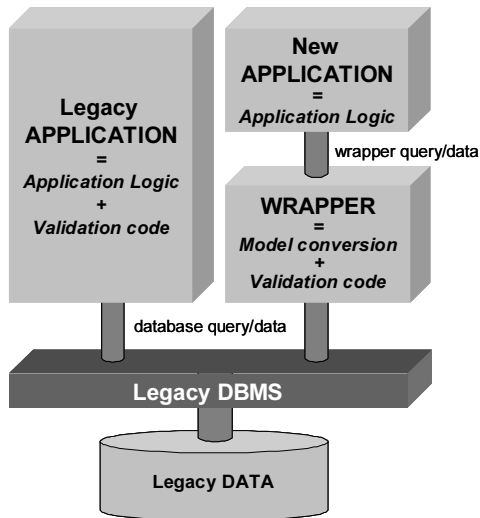 Legacy
APPLICATION
=
Application Logic
+
Validation code
New
APPLICATION
=
Application Logic
wrapper query/data
WRAPPER
=
Model conversion
+
Validation code
database query/data
Legacy DBMS
Legacy DATA